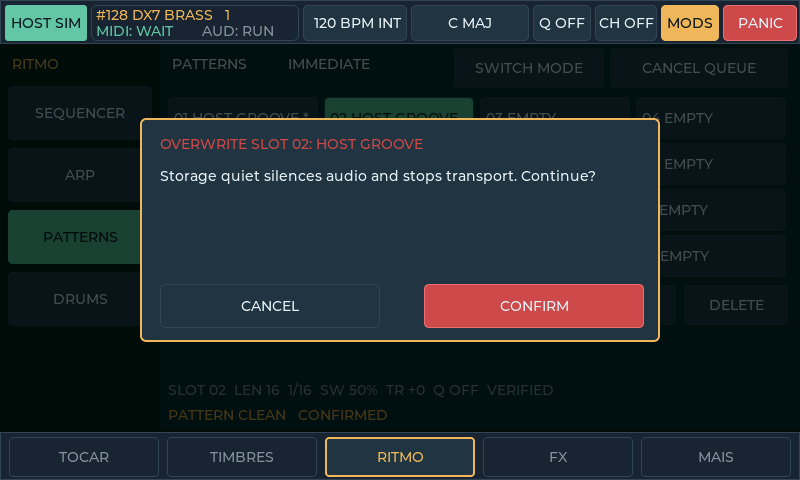 HOST SIM
#128 DX7 BRASS 1
MIDI: WAIT AUD: RUN
120 BPM INT
C MAJ
Q OFF
CH OFF
MODS
PANIC
RITMO
PATTERNS IMMEDIATE
SWITCH MODE
CANCEL QUEUE
SEQUENCER
01 HOST GROOVE *
02 HOST GROOVE
03 EMPTY
04 EMPTY
OVERWRITE SLOT 02: HOST GROOVE
Storage quiet silences audio and stops transport. Continue?
EMPTY
ARP
EMPTY
PATTERNS
EMPTY
DRUMS
CANCEL
CONFIRM
DELETE
SLOT 02 LEN 16 1/16 SW 50% TR +0 Q OFF VERIFIED
PATTERN CLEAN CONFIRMED
TOCAR
TIMBRES
RITMO
FX
MAIS